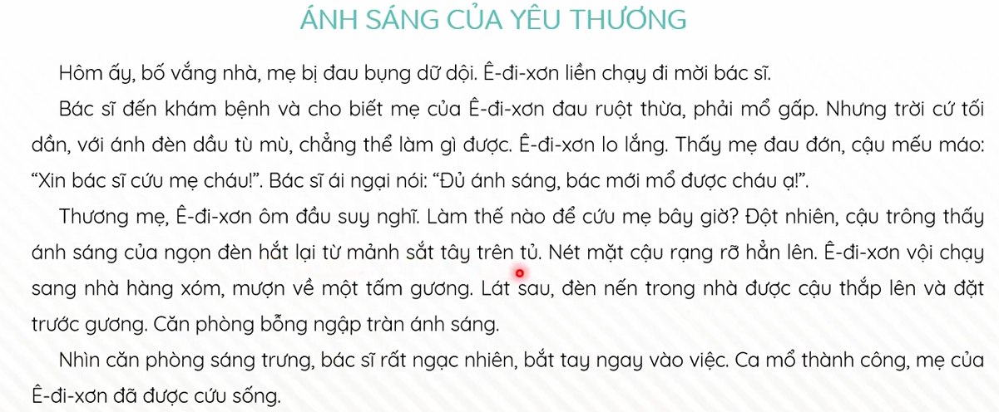 ÁNH SÁNG CỦA YÊU THƯƠNG
Hôm ấy, bố vắng nhà, mẹ bị đau bụng dữ dội. Ê-đi-xơn liền chạy đi mời bác sĩ.
Bác sĩ đến khám bệnh và cho biết mẹ của Ê-đi-xơn đau ruột thừa, phải mổ gấp. Nhưng trời cứ tối
dần, với ánh đèn dầu tù mù, chẳng thể làm gì được. Ê-đi-xơn lo lắng. Thấy mẹ đau đớn, cậu mếu máo:
“Xin bác sĩ cứu mẹ cháu!”. Bác sĩ ái ngại nói: “Đủ ánh sáng, bác mới mổ được cháu ạ!”.
Thương mẹ, Ê-đi-xơn ôm đầu suy nghĩ. Làm thế nào để cứu mẹ bây giờ? Đột nhiên, cậu trông thấy
ánh sáng của ngọn đèn hắt lại từ mảnh sắt tây trên tủ. Nét mặt cậu rạng rỡ hẳn lên. Ê-đi-xơn vội chạy
sang nhà hàng xóm, mượn về một tấm gương. Lát sau, đèn nến trong nhà được cậu thắp lên và đặt
trước gương. Căn phòng bỗng ngập tràn ánh sáng.
Nhìn căn phòng sáng trưng, bác sĩ rất ngạc nhiên, bắt tay ngay vào việc. Ca mổ thành công, mẹ của
Ê-đi-xơn đã được cứu sống.